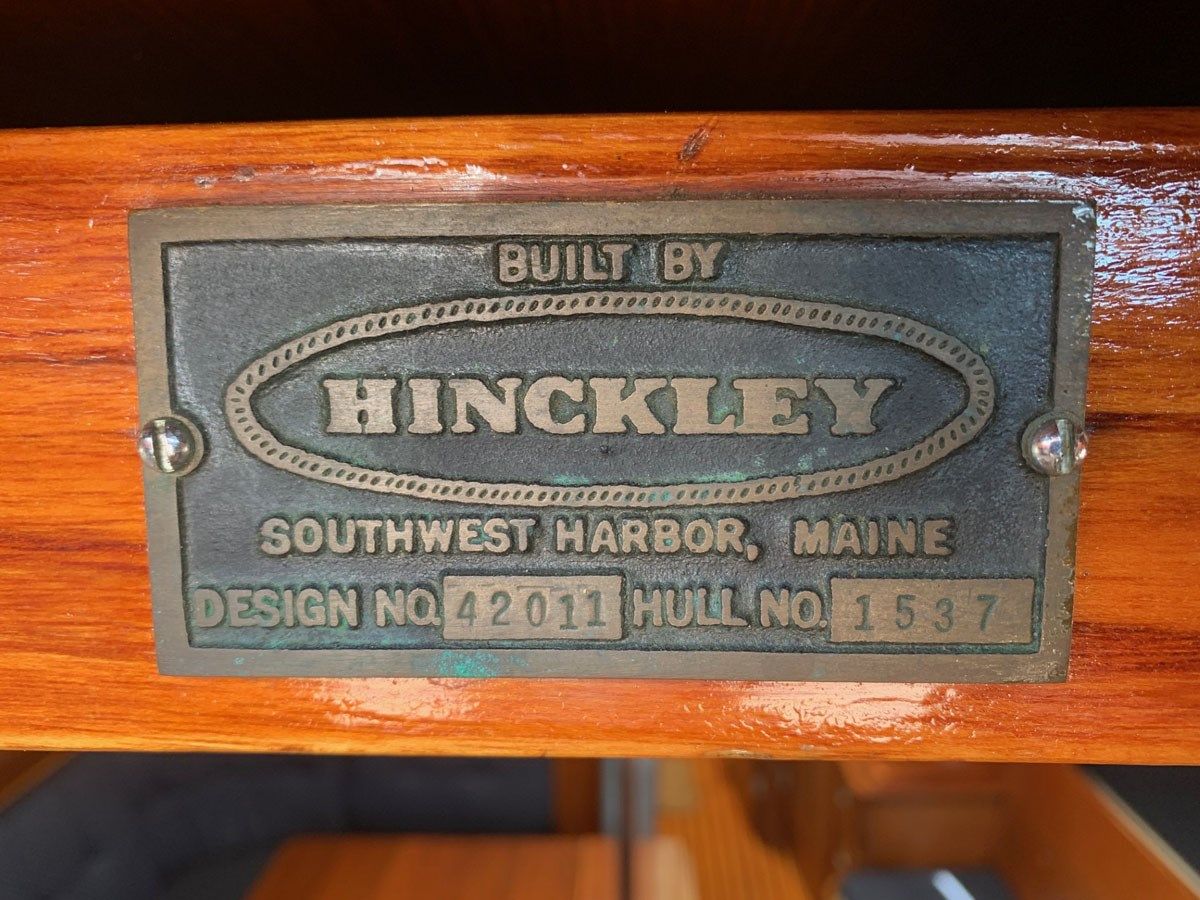 BUILT BY
HINCKLEY
SOUTHWEST HARBOR, MAINE
DESIGN NO. 42011 HULL NO. 1537